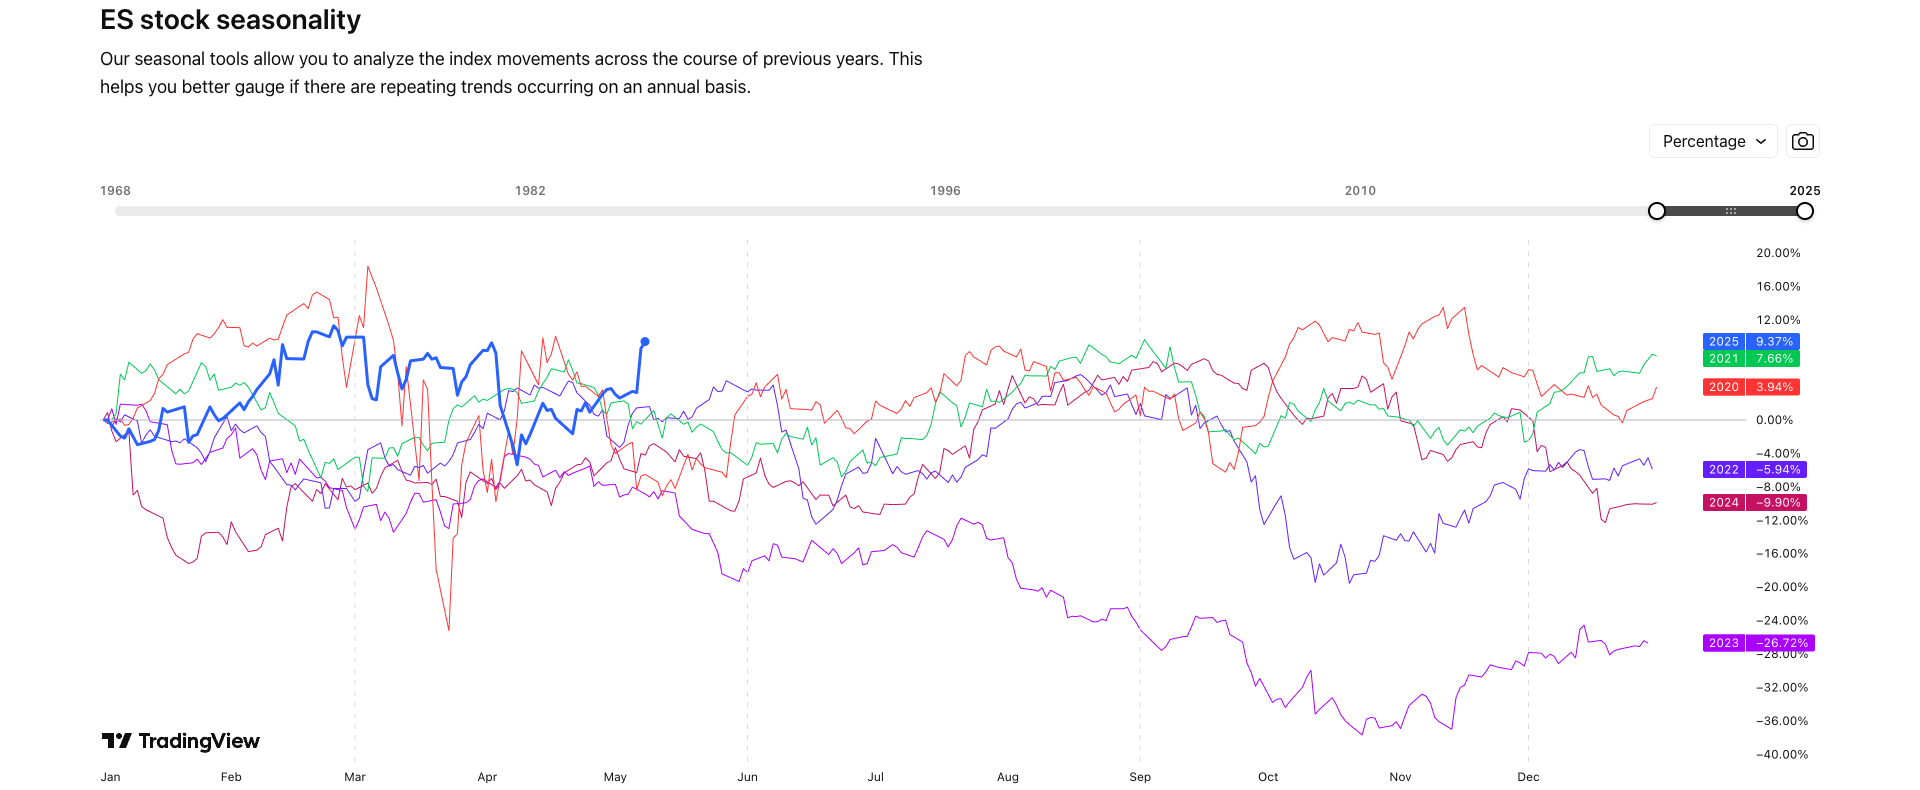 ES stock seasonality
Our seasonal tools allow you to analyze the index movements across the course of previous years. This
helps you better gauge if there are repeating trends occurring on an annual basis.
Percentage
1968 1982 1996 2010 2025
20.00%
16.00%
12.00%
2025 9.37%
2021 7.66%
2020 3.94%
0.00%
−4.00%
2022 −5.94%
−8.00%
2024 −9.90%
−12.00%
−16.00%
−20.00%
−24.00%
2023 −26.72%
−28.00%
−32.00%
−36.00%
TradingView
−40.00%
Jan Feb Mar Apr May Jun Jul Aug Sep Oct Nov Dec